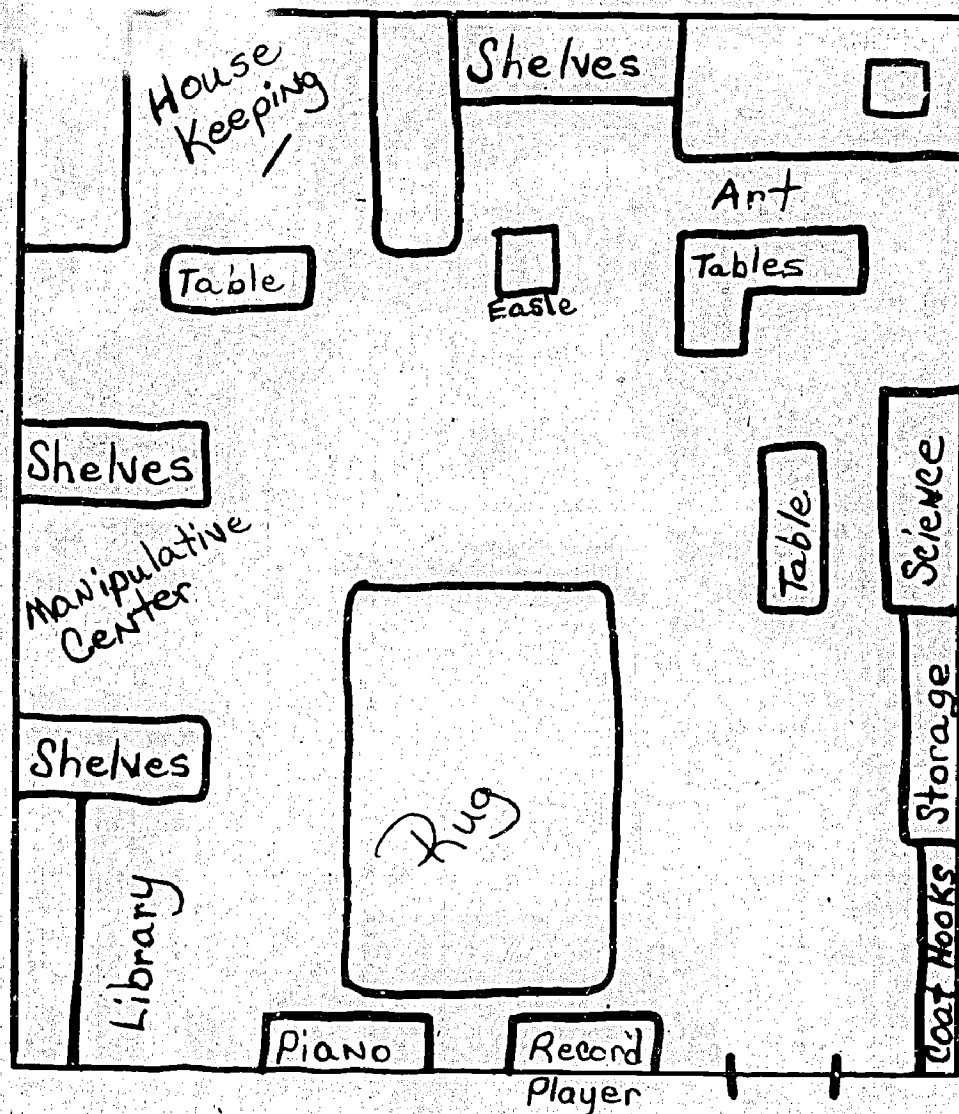 House
Keeping
Shelves
Art
Table
Easle
Tables
Shelves
Manipulative
Center
Table
Science
Shelves
Rug
Storage
Library
Coat Hooks
Piano
Record
Player